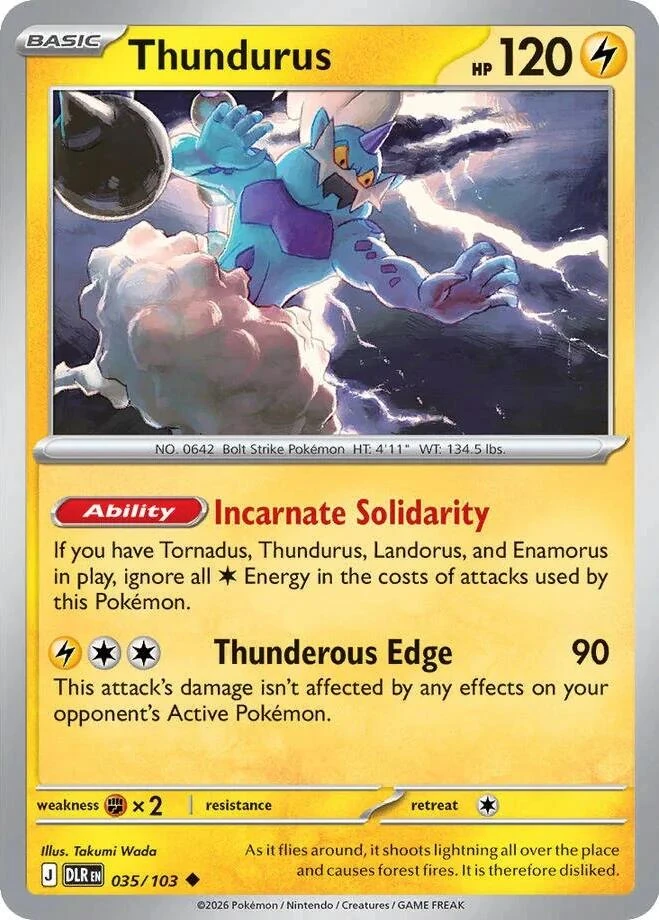 BASIC
Thundurus
HP 120
NO. 0642 Bolt Strike Pokémon HT: 4'11" WT: 134.5 lbs.
Ability Incarnate Solidarity
If you have Tornadus, Thundurus, Landorus, and Enamorus
in play, ignore all Energy in the costs of attacks used by
this Pokémon.
Thunderous Edge 90
This attack's damage isn't affected by any effects on your
opponent's Active Pokémon.
weakness ×2 resistance retreat
Illus. Takumi Wada
As it flies around, it shoots lightning all over the place
and causes forest fires. It is therefore disliked.
J DLR EN 035/103
©2026 Pokémon / Nintendo / Creatures / GAME FREAK